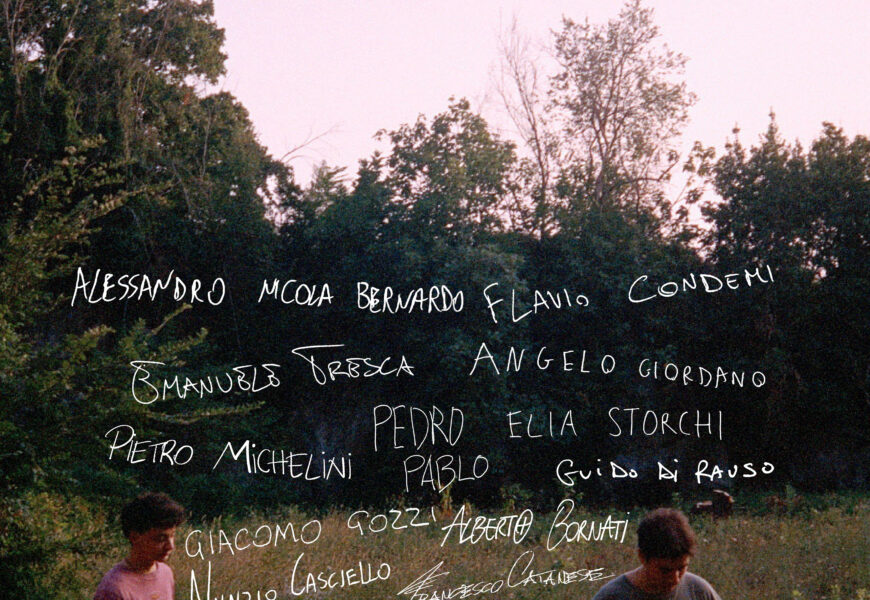 ALESSANDRO NICOLA BERNARDO FLAVIO CONDEMI
EMANUELE TRESCA ANGELO GIORDANO
PEDRO ELIA STORCHI
PIETRO MICHELINI PABLO GUIDO DI RAUSO
GIACOMO GOZZI ALBERTO BORNATI
NUNZIO CASCIELLO FRANCESCO CATANESE